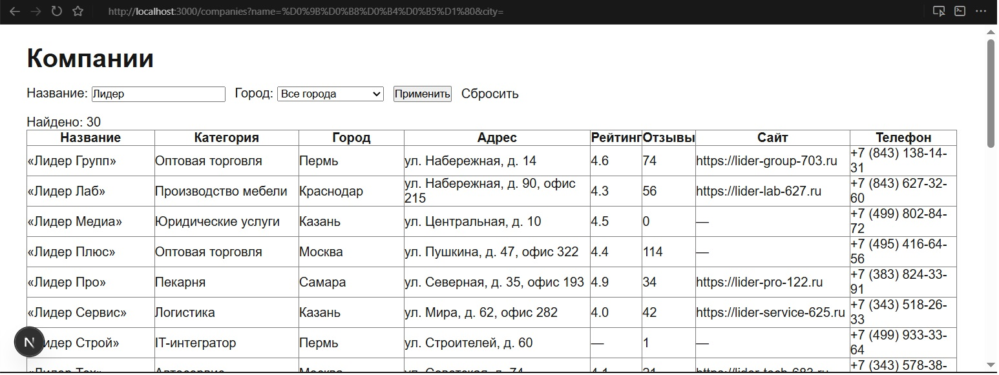 http://localhost:3000/companies?name=%D0%9B%D0%B8%D0%B4%D0%B5%D1%80&city=
Компании
Название: Лидер Город: Все города Применить Сбросить
Найдено: 30
Название Категория Город Адрес Рейтинг Отзывы Сайт Телефон
«Лидер Групп» Оптовая торговля Пермь ул. Набережная, д. 14 4.6 74 https://lider-group-703.ru +7 (843) 138-14-
31
«Лидер Лаб» Производство мебели Краснодар ул. Набережная, д. 90, офис
215 4.3 56 https://lider-lab-627.ru +7 (843) 627-32-
60
«Лидер Медиа» Юридические услуги Казань ул. Центральная, д. 10 4.5 0 — +7 (499) 802-84-
72
«Лидер Плюс» Оптовая торговля Москва ул. Пушкина, д. 47, офис 322 4.4 114 — +7 (495) 416-64-
56
«Лидер Про» Пекарня Самара ул. Северная, д. 35, офис 193 4.9 34 https://lider-pro-122.ru +7 (383) 824-33-
91
«Лидер Сервис» Логистика Казань ул. Мира, д. 62, офис 282 4.0 42 https://lider-service-625.ru +7 (343) 518-26-
33
N идер Строй» IT-интегратор Пермь ул. Строителей, д. 60 — 1 — +7 (499) 933-33-
64
«Лидер Тех» Автосервис Москва ул. Советская, д. 74 4.1 21 https://lider-tech-683.ru +7 (343) 578-38-